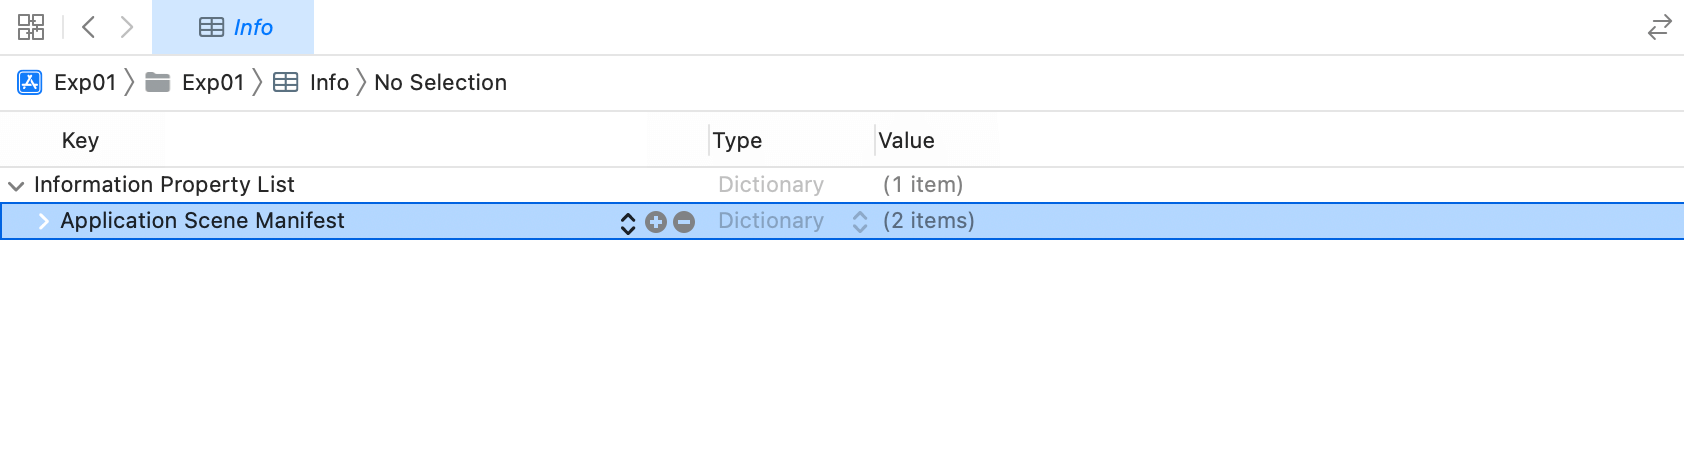 Info
Exp01 Exp01 Info No Selection
Key Type Value
Information Property List Dictionary (1 item)
Application Scene Manifest Dictionary (2 items)